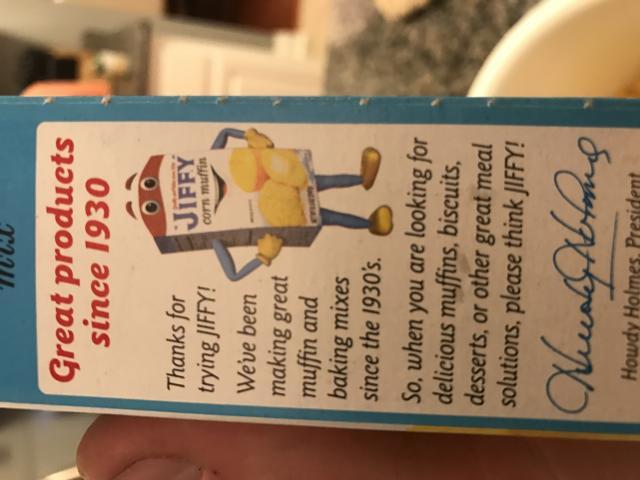 mix
Great products
since 1930
JIFFY
corn muffin
Thanks for
trying JIFFY!
We've been
making great
muffin and
baking mixes
since the 1930's.
So, when you are looking for
delicious muffins, biscuits,
desserts, or other great meal
solutions, please think JIFFY!
Howdy Holmes
Howdy Holmes, President